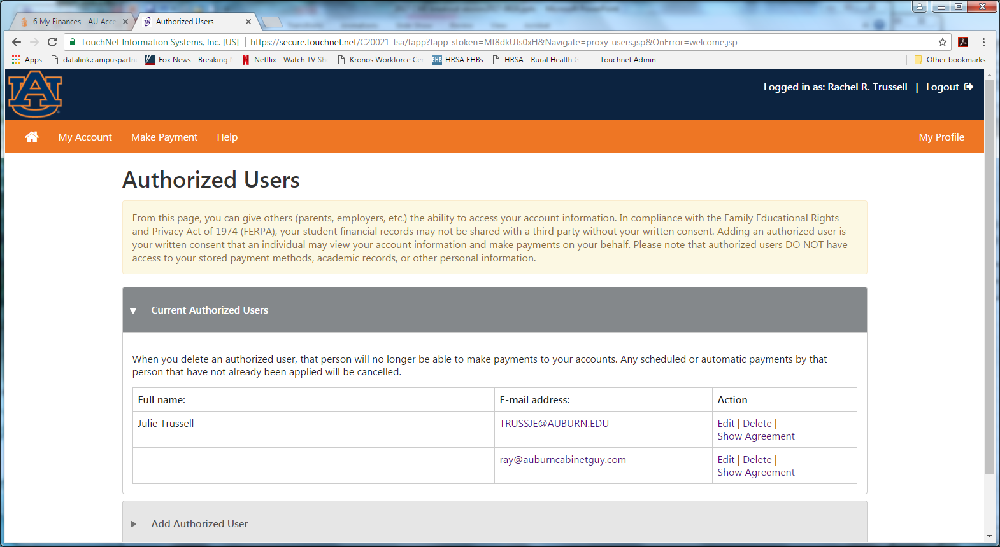 6 My Finances - AU Acce
Authorized Users
TouchNet Information Systems, Inc. [US]
https://secure.touchnet.net/C20021_tsa/tapp?tapp-stoken=Mt8dkUJs0xH&Navigate=proxy_users.jsp&OnError=welcome.jsp
Apps
datalink.campuspartn
Fox News - Breaking
Netflix - Watch TV Sh
Kronos Workforce Ce
EHB HRSA EHBs
HRSA - Rural Health G
Touchnet Admin
Other bookmarks
AU
Logged in as: Rachel R. Trussell | Logout
My Account
Make Payment
Help
My Profile
Authorized Users
From this page, you can give others (parents, employers, etc.) the ability to access your account information. In compliance with the Family Educational Rights
and Privacy Act of 1974 (FERPA), your student financial records may not be shared with a third party without your written consent. Adding an authorized user is
your written consent that an individual may view your account information and make payments on your behalf. Please note that authorized users DO NOT have
access to your stored payment methods, academic records, or other personal information.
Current Authorized Users
When you delete an authorized user, that person will no longer be able to make payments to your accounts. Any scheduled or automatic payments by that
person that have not already been applied will be cancelled.
Full name: E-mail address: Action
Julie Trussell TRUSSJE@AUBURN.EDU Edit | Delete |
Show Agreement
ray@auburncabinetguy.com Edit | Delete |
Show Agreement
Add Authorized User